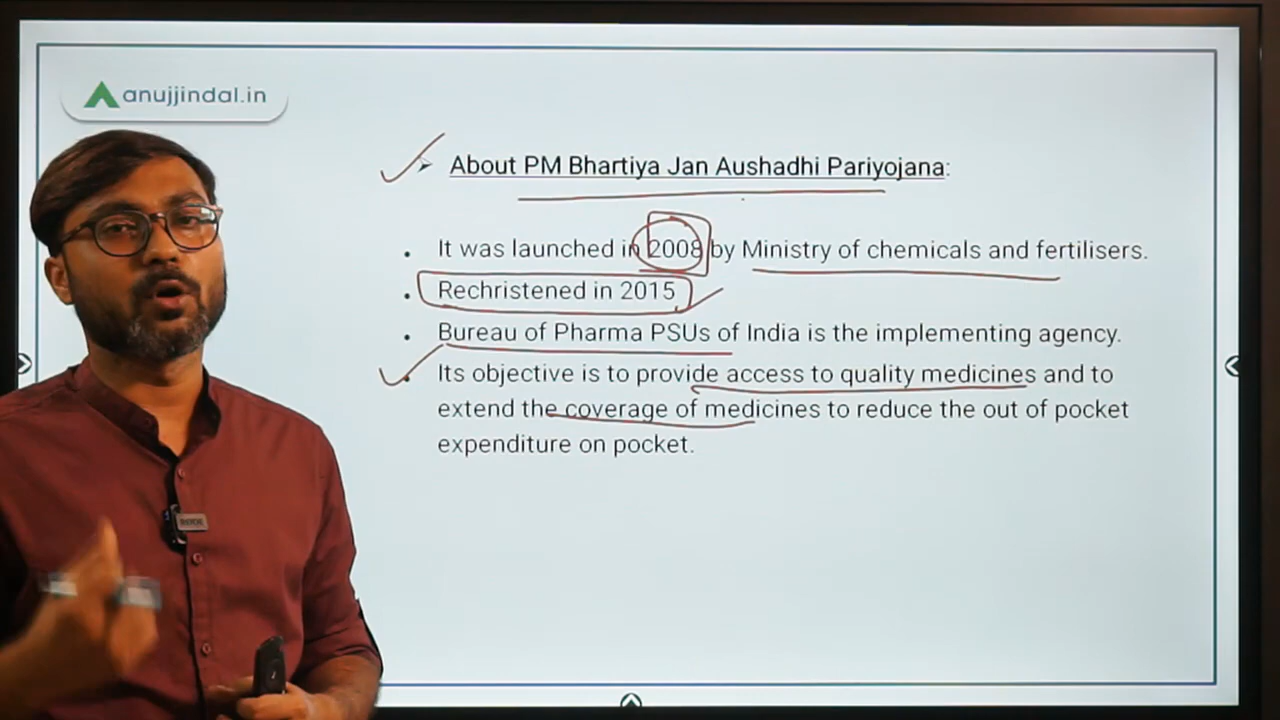 anujjindal.in
About PM Bhartiya Jan Aushadhi Pariyojana:
It was launched in 2008 by Ministry of chemicals and fertilisers.
Rechristened in 2015
Bureau of Pharma PSUs of India is the implementing agency.
Its objective is to provide access to quality medicines and to
extend the coverage of medicines to reduce the out of pocket
expenditure on pocket.